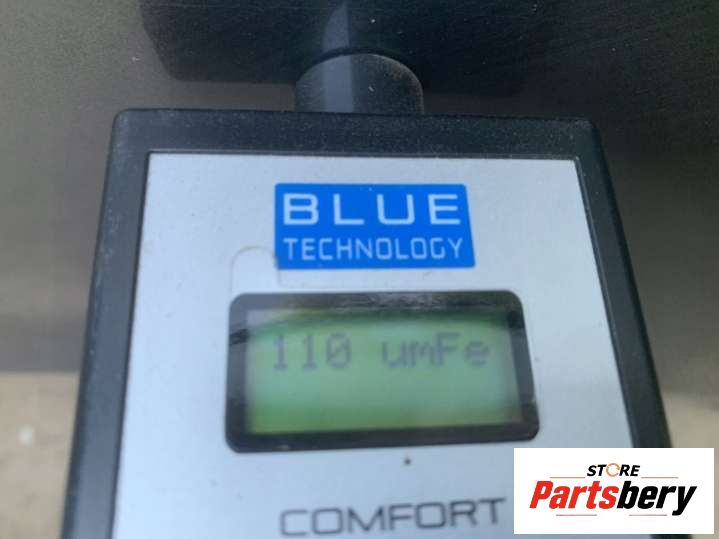 BLUE
TECHNOLOGY
110 umFe
COMFORT
STORE
Partsbery